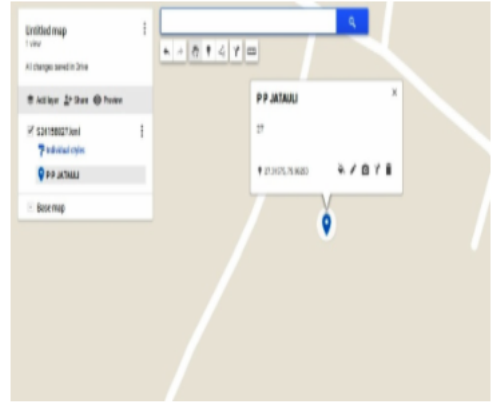 Untitled map
1 view
All changes saved in Drive
Add layer Share Preview
Individual styles
P P JATAULI
Base map
P P JATAULI
27